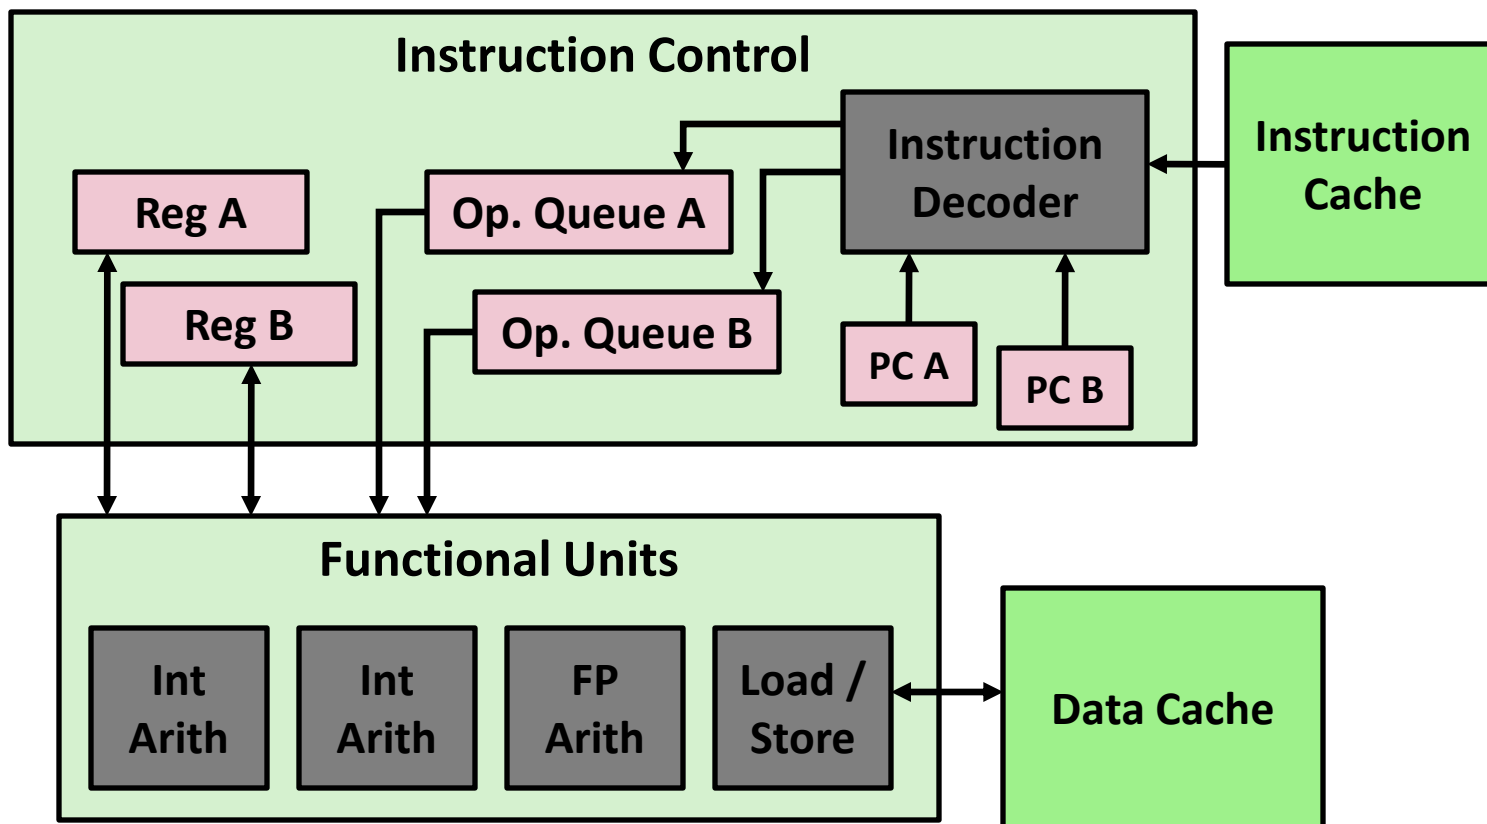 Instruction Control
Instruction
Decoder
Instruction
Cache
Reg A
Op. Queue A
Reg B
Op. Queue B
PC A
PC B
Functional Units
Int
Arith
Int
Arith
FP
Arith
Load /
Store
Data Cache